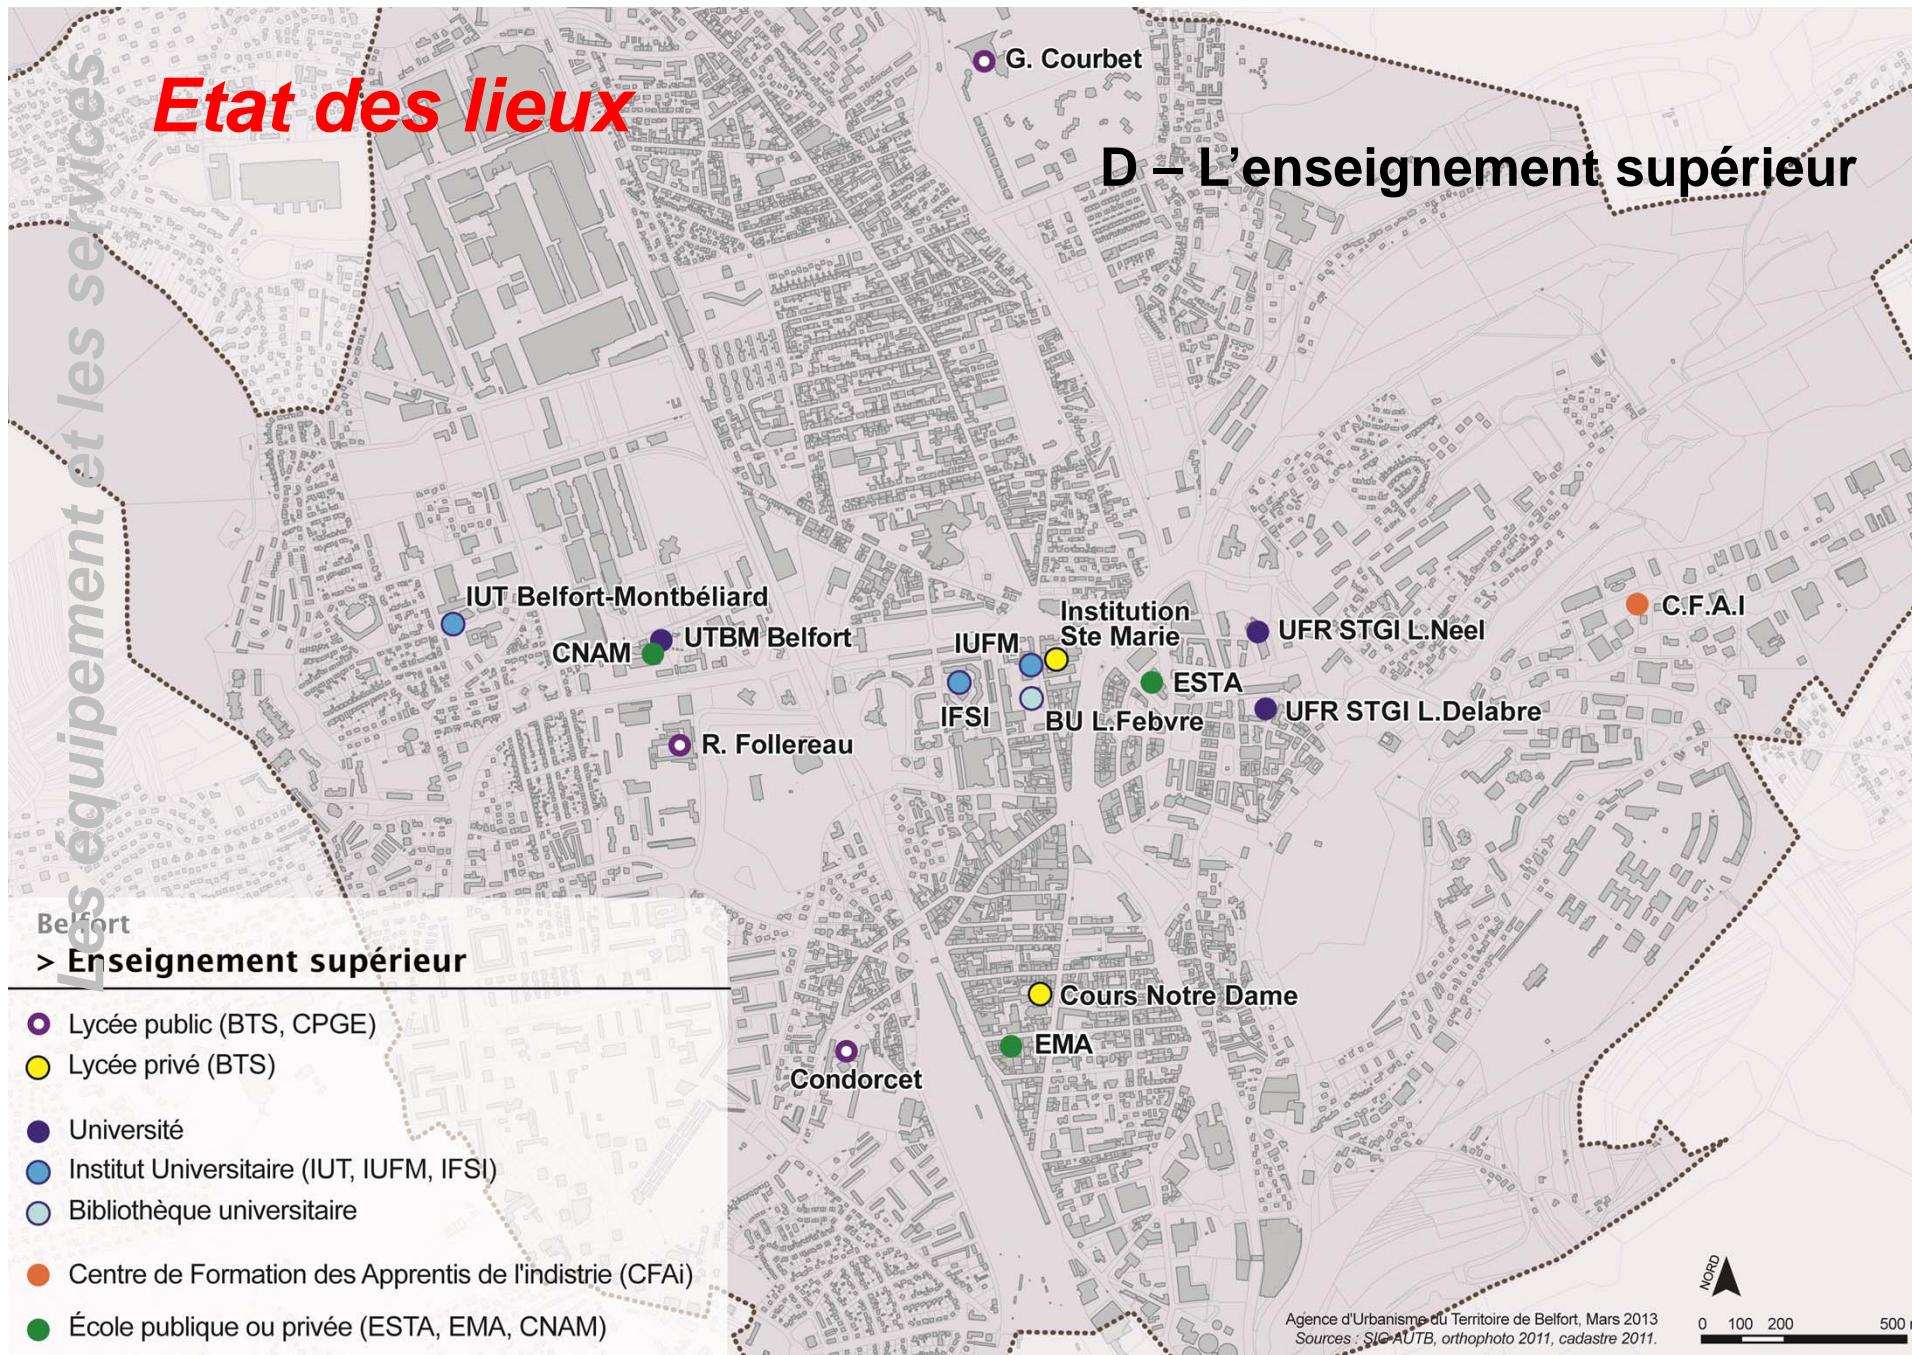 Etat des lieux
D – L’enseignement supérieur
Les équipement et les services
G. Courbet
IUT Belfort-Montbéliard
CNAM
UTBM Belfort
R. Follereau
IUFM
Institution
Ste Marie
IFSI
BU L.Febvre
ESTA
UFR STGI L.Neel
UFR STGI L.Delabre
C.F.A.I
Cours Notre Dame
EMA
Condorcet
Belfort
> Enseignement supérieur
Lycée public (BTS, CPGE)
Lycée privé (BTS)
Université
Institut Universitaire (IUT, IUFM, IFSI)
Bibliothèque universitaire
Centre de Formation des Apprentis de l'indistrie (CFAi)
École publique ou privée (ESTA, EMA, CNAM)
NORD
Agence d'Urbanisme du Territoire de Belfort, Mars 2013
Sources : SIG-AUTB, orthophoto 2011, cadastre 2011.
0 100 200 500 m